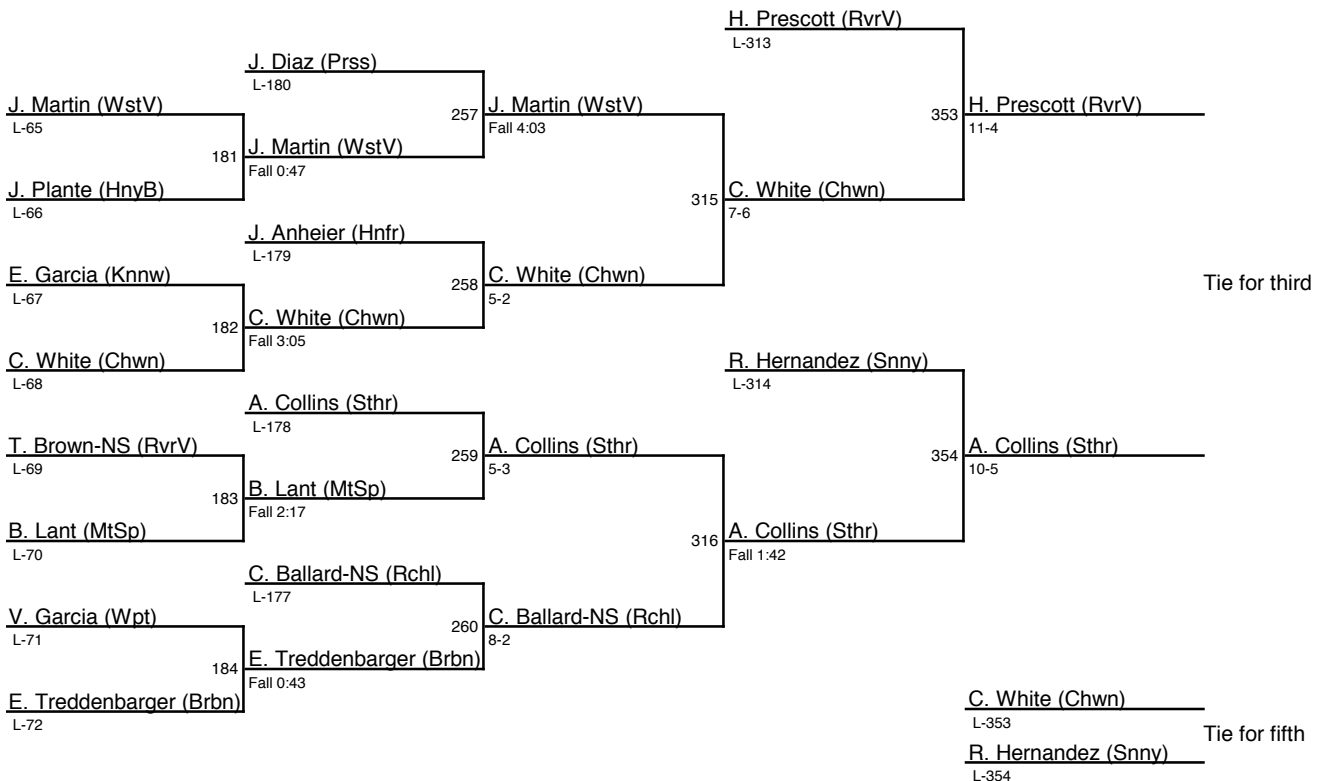 H. Prescott (RvrV)
L-313
J. Diaz (Prss)
L-180
J. Martin (WstV)
L-65
257
J. Martin (WstV)
Fall 4:03
353
H. Prescott (RvrV)
11-4
181
J. Martin (WstV)
Fall 0:47
J. Plante (HnyB)
L-66
315
C. White (Chwn)
7-6
J. Anheier (Hnfr)
L-179
E. Garcia (Knnw)
L-67
258
C. White (Chwn)
5-2
Tie for third
182
C. White (Chwn)
Fall 3:05
C. White (Chwn)
L-68
R. Hernandez (Snny)
L-314
A. Collins (Sthr)
L-178
T. Brown-NS (RvrV)
L-69
259
A. Collins (Sthr)
5-3
354
A. Collins (Sthr)
10-5
183
B. Lant (MtSp)
Fall 2:17
B. Lant (MtSp)
L-70
316
A. Collins (Sthr)
Fall 1:42
C. Ballard-NS (Rchl)
L-177
V. Garcia (Wpt)
L-71
260
C. Ballard-NS (Rchl)
8-2
184
E. Treddenbarger (Brbn)
Fall 0:43
E. Treddenbarger (Brbn)
L-72
C. White (Chwn)
L-353
Tie for fifth
R. Hernandez (Snny)
L-354